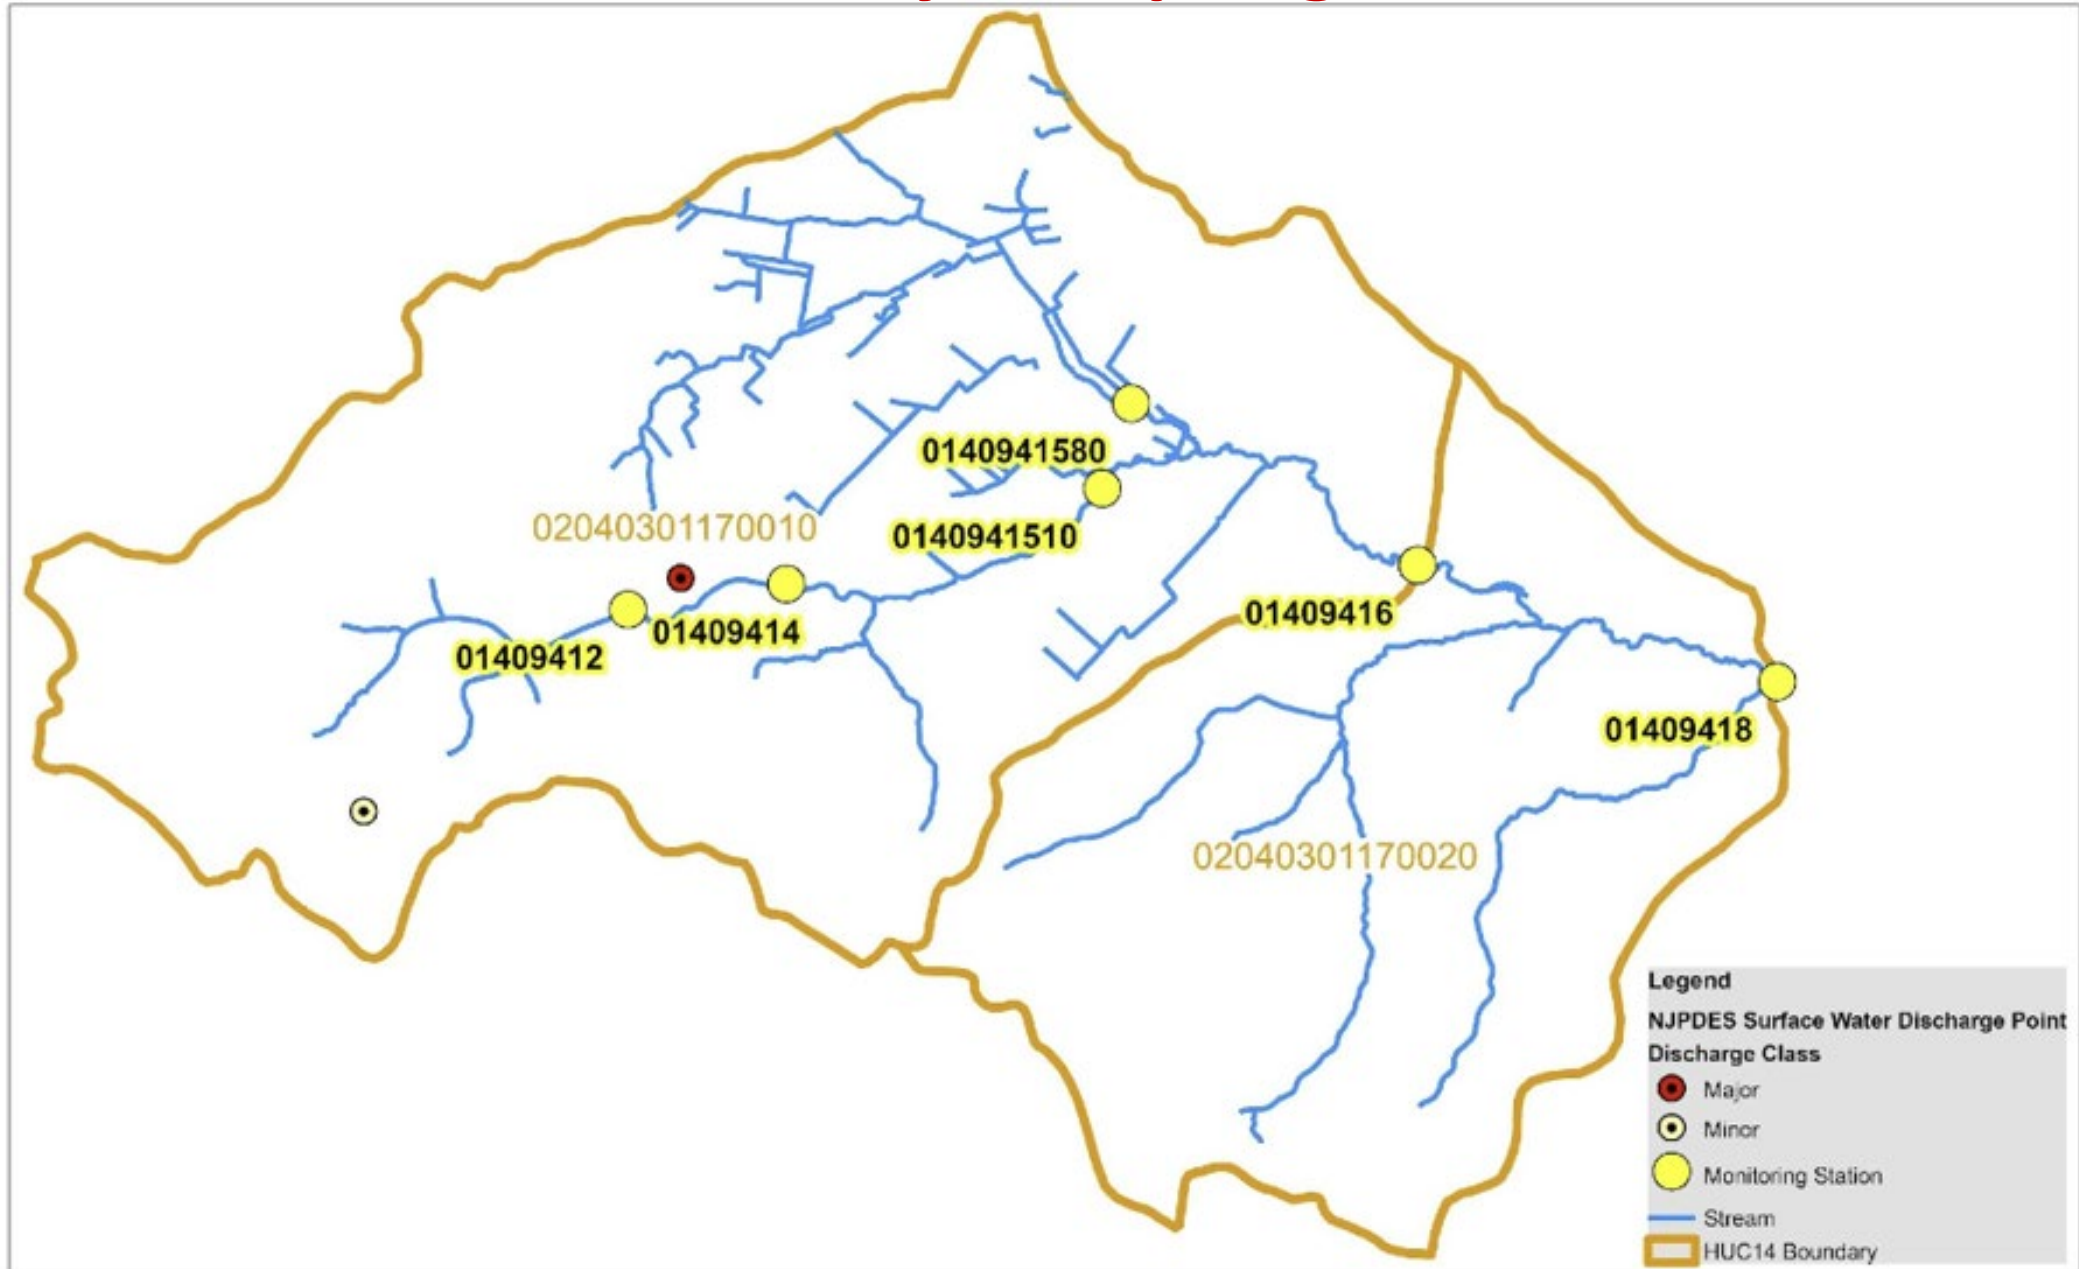 0140941580
02040301170010
0140941510
01409416
01409414
01409412
01409418
02040301170020
Legend
NJPDES Surface Water Discharge Point
Discharge Class
Major
Minor
Monitoring Station
Stream
HUC14 Boundary